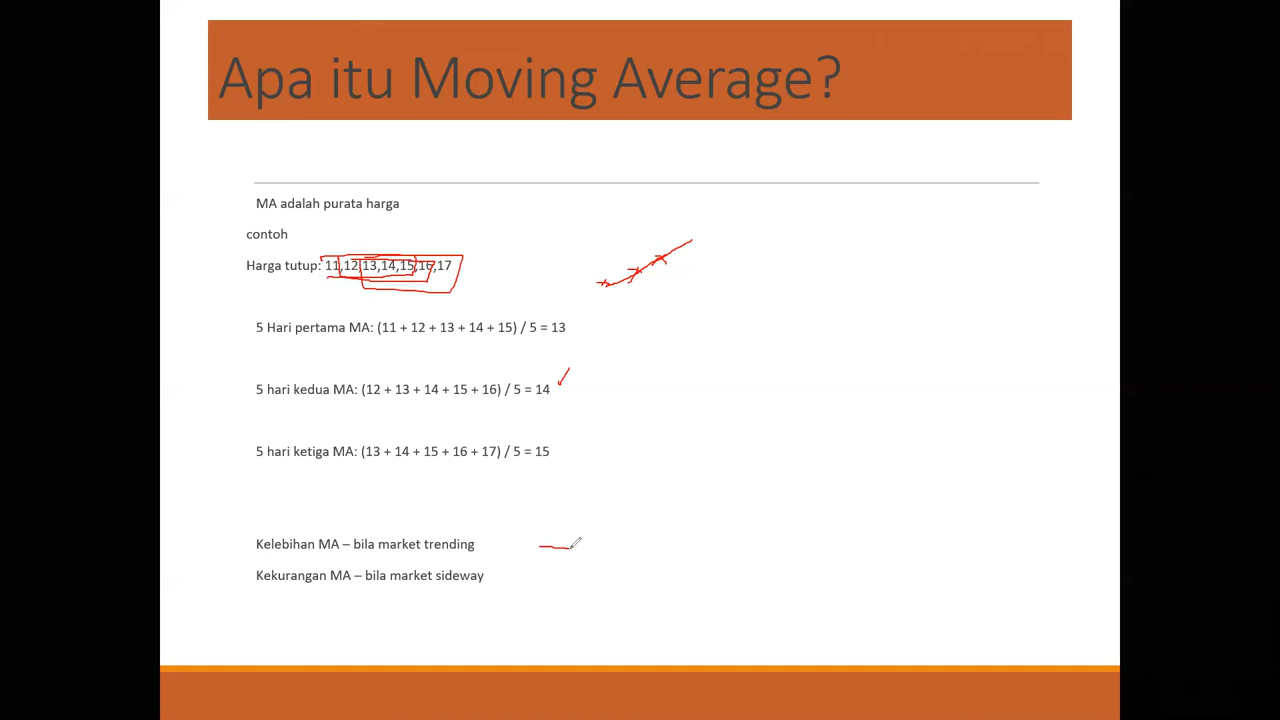 Apa itu Moving Average?
MA adalah purata harga
contoh
Harga tutup: 11,12,13,14,15,16,17
5 Hari pertama MA: (11 + 12 + 13 + 14 + 15) / 5 = 13
5 hari kedua MA: (12 + 13 + 14 + 15 + 16) / 5 = 14
5 hari ketiga MA: (13 + 14 + 15 + 16 + 17) / 5 = 15
Kelebihan MA – bila market trending
Kekurangan MA – bila market sideway